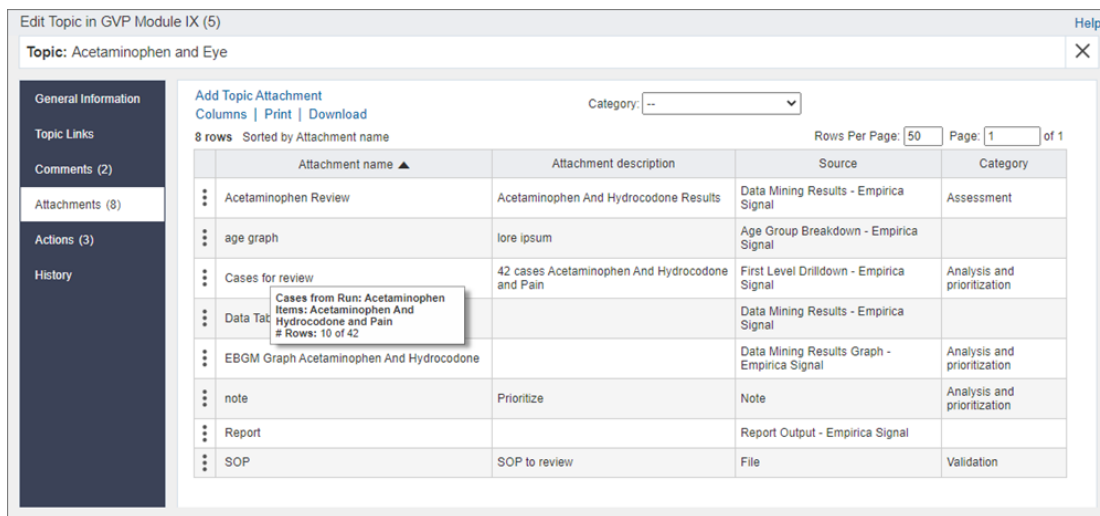 Edit Topic in GVP Module IX (5)
Help
Topic: Acetaminophen and Eye
General Information
Topic Links
Comments (2)
Attachments (8)
Actions (3)
History
Add Topic Attachment
Columns | Print | Download
Category: --
8 rows Sorted by Attachment name
Rows Per Page: 50 Page: 1 of 1
Attachment name ▲ Attachment description Source Category
Acetaminophen Review Acetaminophen And Hydrocodone Results Data Mining Results - Empirica
Signal Assessment
age graph lore ipsum Age Group Breakdown - Empirica
Signal
Cases for review 42 cases Acetaminophen And Hydrocodone
and Pain First Level Drilldown - Empirica
Signal Analysis and
prioritization
Cases from Run: Acetaminophen
Items: Acetaminophen And
Hydrocodone and Pain
# Rows: 10 of 42
Data Data Mining Results - Empirica
Signal
EBGM Graph Acetaminophen And Hydrocodone Data Mining Results Graph -
Empirica Signal Analysis and
prioritization
note Prioritize Note Analysis and
prioritization
Report Report Output - Empirica Signal
SOP SOP to review File Validation